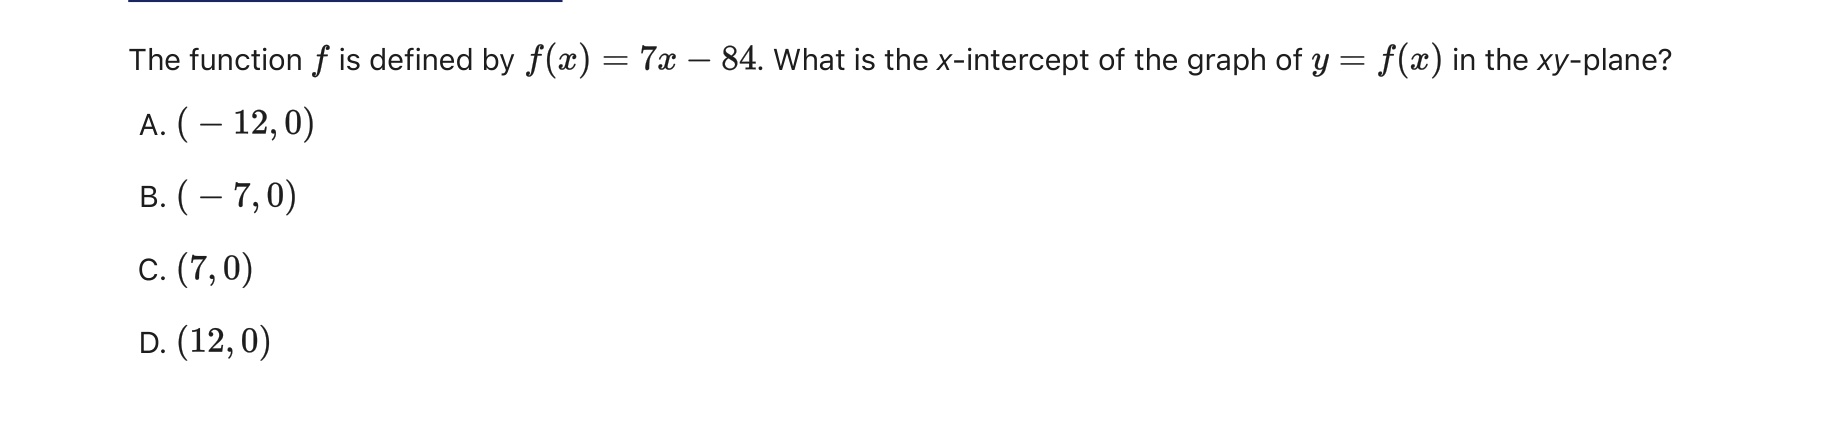 The function f is defined by f(x) = 7x − 84. What is the x-intercept of the graph of y = f(x) in the xy-plane?
A. ( − 12, 0)
B. ( − 7, 0)
C. (7, 0)
D. (12, 0)